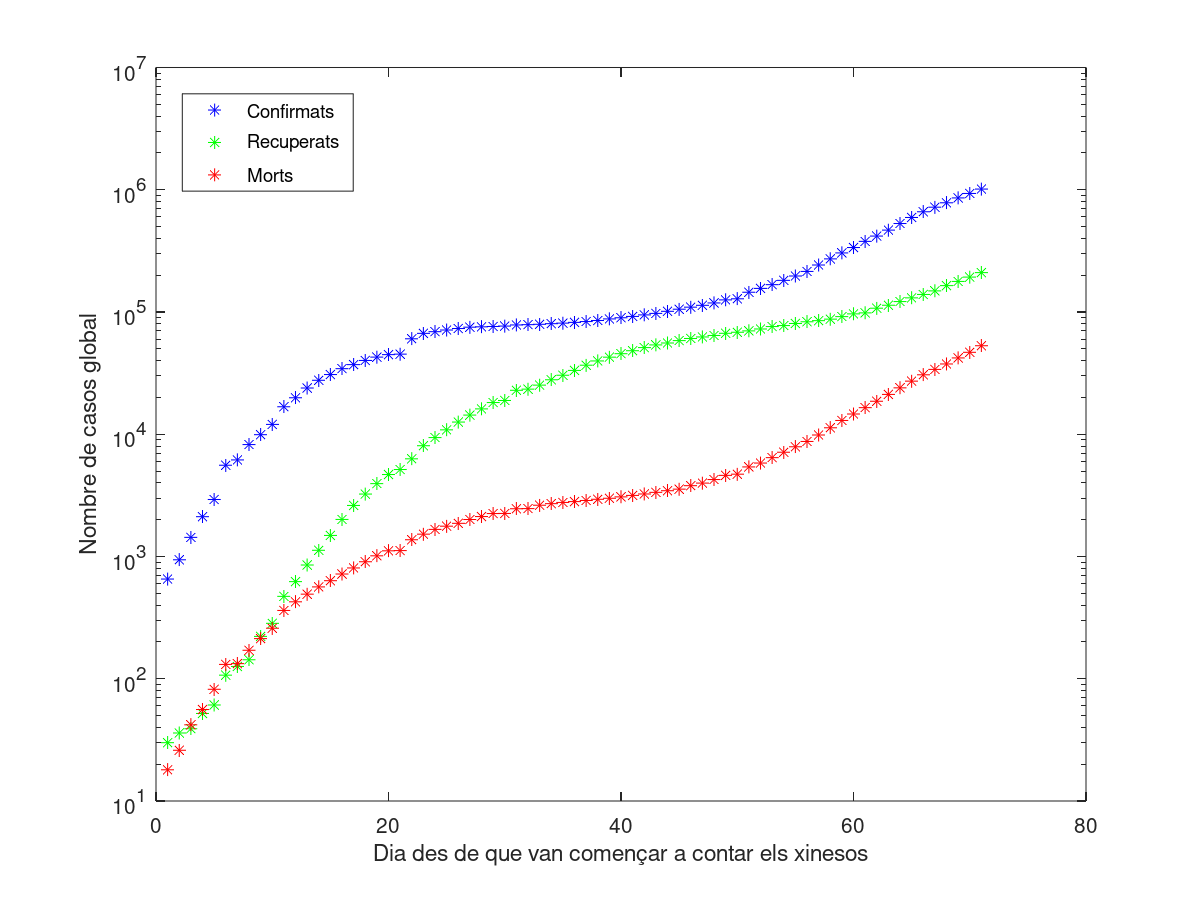 Confirmats
Recuperats
Morts
10^7
10^6
10^5
10^4
10^3
10^2
10^1
Nombre de casos global
0 20 40 60 80
Dia des de que van començar a contar els xinesos